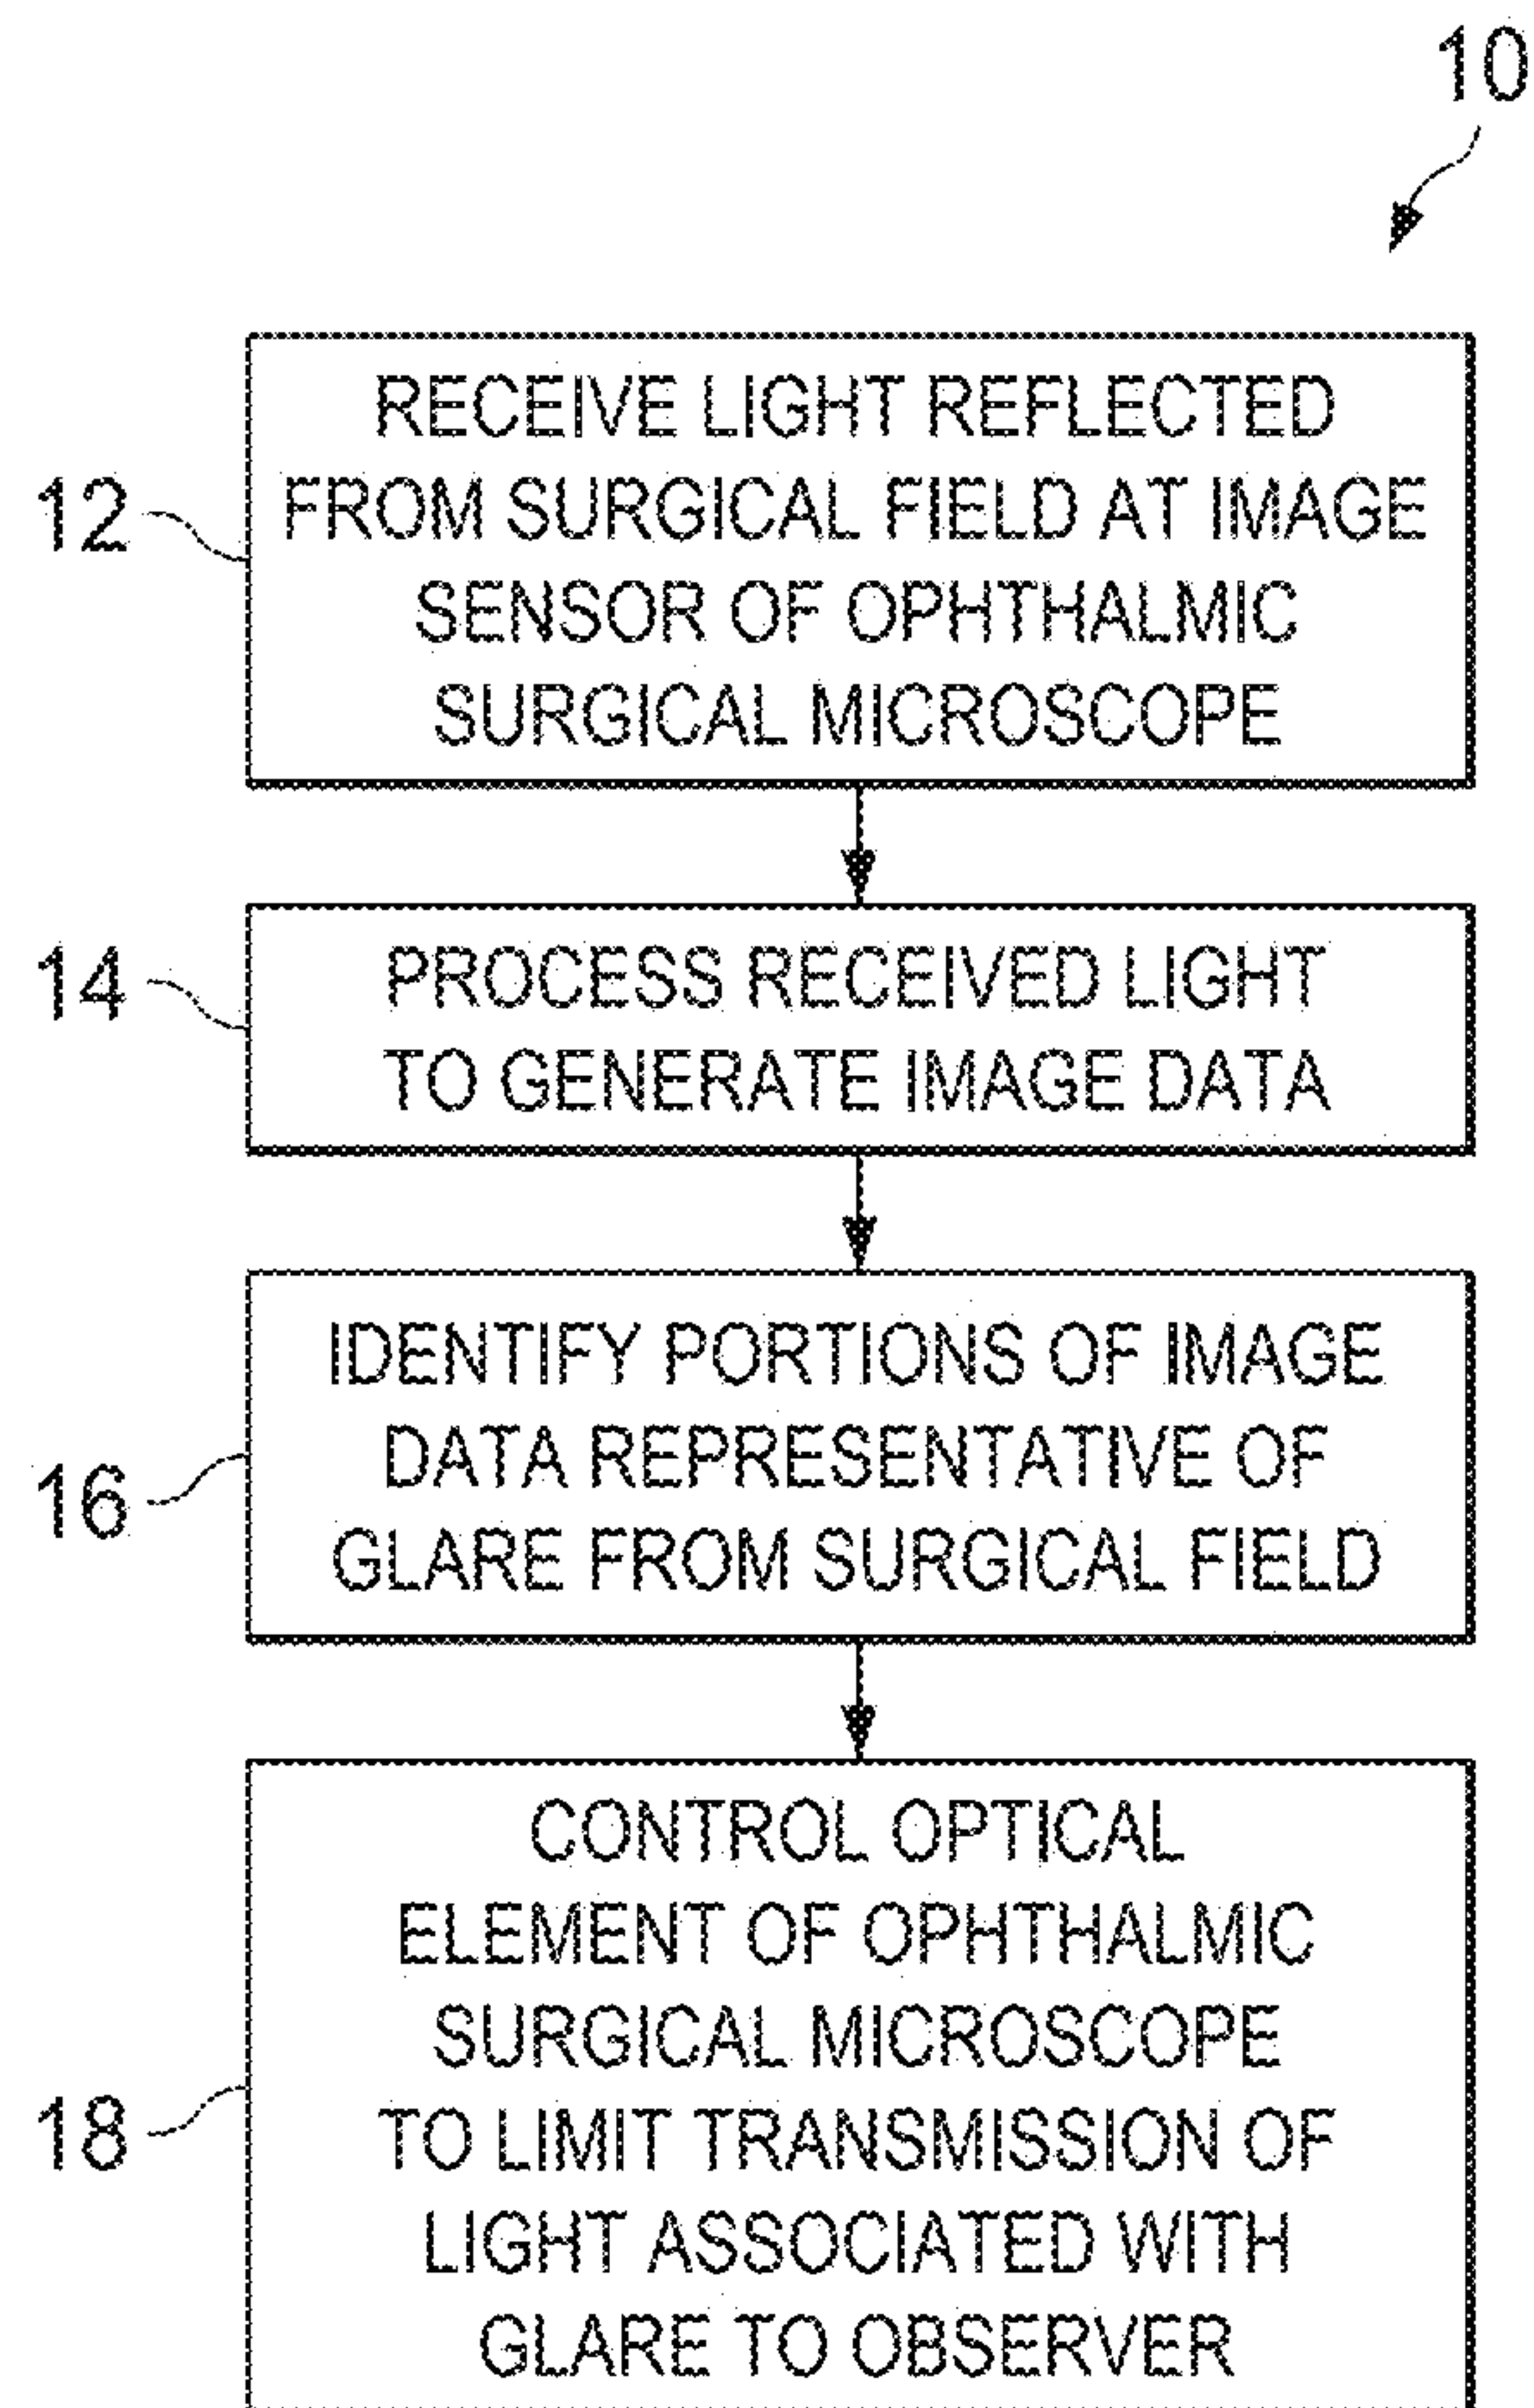 10
12
RECEIVE LIGHT REFLECTED
FROM SURGICAL FIELD AT IMAGE
SENSOR OF OPHTHALMIC
SURGICAL MICROSCOPE
14
PROCESS RECEIVED LIGHT
TO GENERATE IMAGE DATA
16
IDENTIFY PORTIONS OF IMAGE
DATA REPRESENTATIVE OF
GLARE FROM SURGICAL FIELD
18
CONTROL OPTICAL
ELEMENT OF OPHTHALMIC
SURGICAL MICROSCOPE
TO LIMIT TRANSMISSION OF
LIGHT ASSOCIATED WITH
GLARE TO OBSERVER